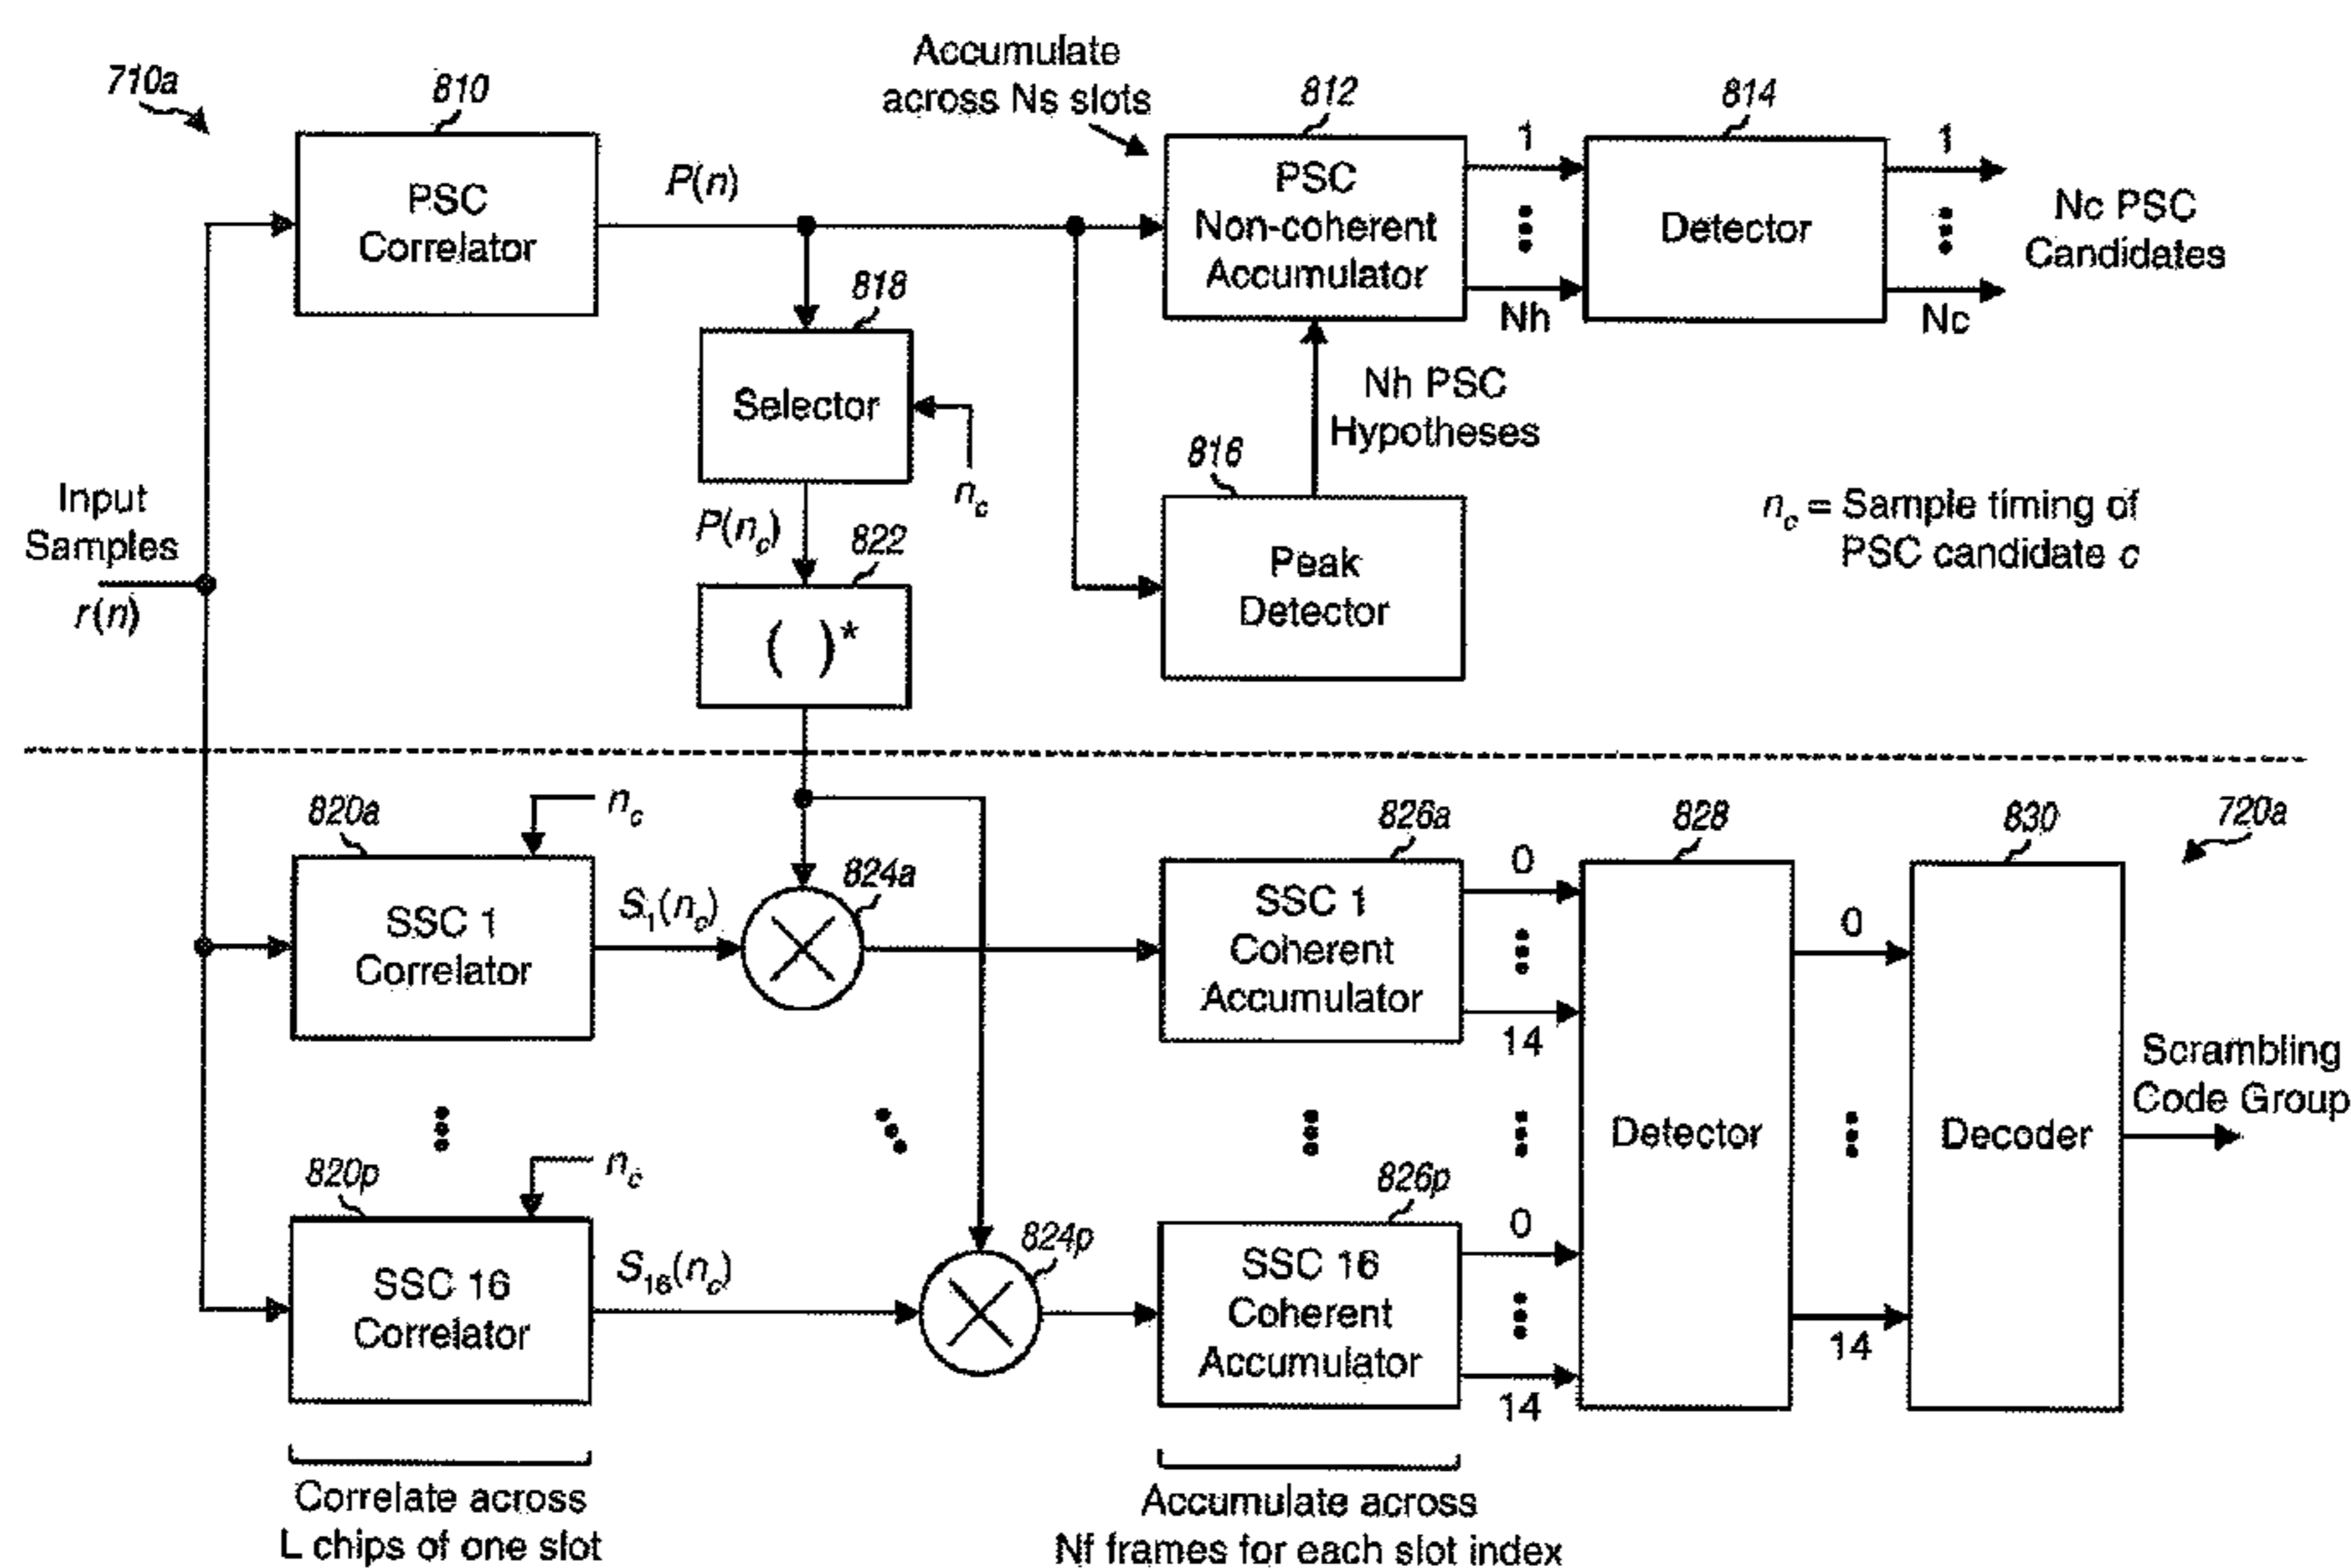 710a
810
PSC
Correlator
P(n)
Accumulate
across Ns slots
812
PSC
Non-coherent
Accumulator
1
Nh
814
Detector
1
Nc
Nc PSC
Candidates
818
Selector
n_c
P(n_c)
822
( )*
Nh PSC
Hypotheses
816
Peak
Detector
n_c = Sample timing of
PSC candidate c
Input
Samples
r(n)
820a
n_c
SSC 1
Correlator
S_1(n_c)
824a
826a
SSC 1
Coherent
Accumulator
0
14
828
Detector
0
14
830
Decoder
720a
Scrambling
Code Group
820p
n_c
SSC 16
Correlator
S_16(n_c)
824p
826p
SSC 16
Coherent
Accumulator
0
14
Correlate across
L chips of one slot
Accumulate across
Nf frames for each slot index